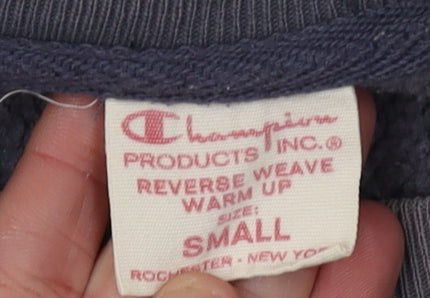 Champion
PRODUCTS INC.®
REVERSE WEAVE
WARM UP
SIZE:
SMALL
ROCHESTER - NEW YORK